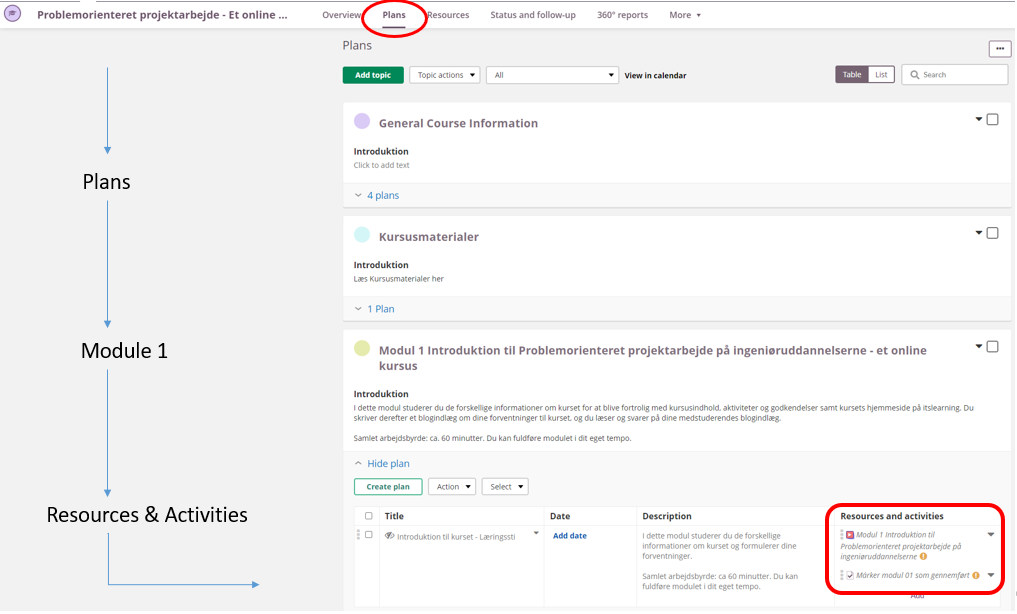 Problemorienteret projektarbejde - Et online ...
Overview
Plans
Resources
Status and follow-up
360° reports
More
Plans
Add topic
Topic actions
All
View in calendar
Table
List
Search
General Course Information
Introduktion
Click to add text
4 plans
Kursusmaterialer
Introduktion
Læs Kursusmaterialer her
1 Plan
Modul 1 Introduktion til Problemorienteret projektarbejde på ingeniøruddannelserne - et online
kursus
Introduktion
I dette modul studerer du de forskellige informationer om kurset for at blive fortrolig med kursusindhold, aktiviteter og godkendelser samt kursets hjemmeside på itslearning. Du
skriver derefter et blogindlæg om dine forventninger til kurset, og du læser og svarer på dine medstuderendes blogindlæg.
Samlet arbejdsbyrde: ca. 60 minutter. Du kan fuldføre modulet i dit eget tempo.
Hide plan
Create plan
Action
Select
Title
Date
Description
Resources and activities
Introduktion til kurset - Læringssti
Add date
I dette modul studerer du de forskellige
informationer om kurset og formulerer dine
forventninger.
Samlet arbejdsbyrde: ca 60 minutter. Du kan
fuldføre modulet i dit eget tempo.
Modul 1 Introduktion til
Problemorienteret projektarbejde på
ingeniøruddannelserne
Märker modul 01 som gennemført
Add
Plans
Module 1
Resources & Activities